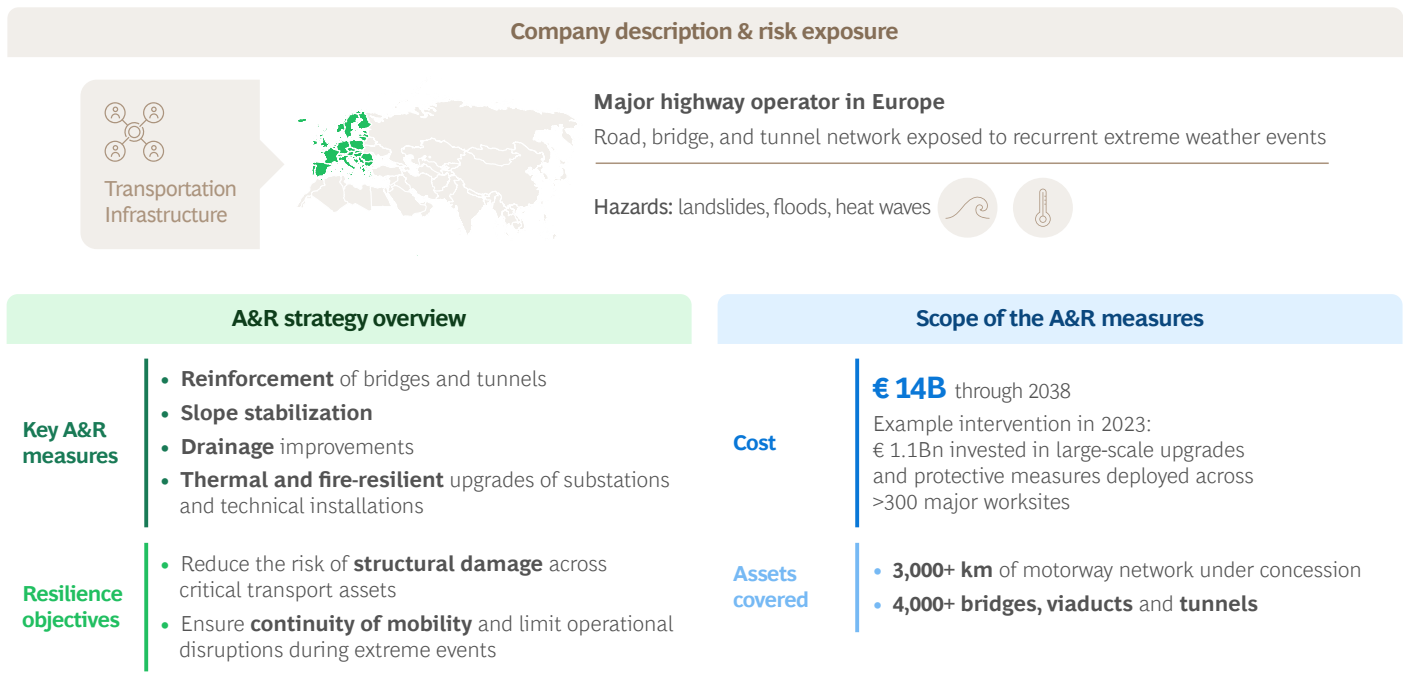 Company description & risk exposure
Transportation
Infrastructure
Major highway operator in Europe
Road, bridge, and tunnel network exposed to recurrent extreme weather events
Hazards: landslides, floods, heat waves
A&R strategy overview
Key A&R
measures
• Reinforcement of bridges and tunnels
• Slope stabilization
• Drainage improvements
• Thermal and fire-resilient upgrades of substations
and technical installations
Resilience
objectives
• Reduce the risk of structural damage across
critical transport assets
• Ensure continuity of mobility and limit operational
disruptions during extreme events
Scope of the A&R measures
Cost
€ 14B through 2038
Example intervention in 2023:
€ 1.1Bn invested in large-scale upgrades
and protective measures deployed across
>300 major worksites
Assets
covered
• 3,000+ km of motorway network under concession
• 4,000+ bridges, viaducts and tunnels